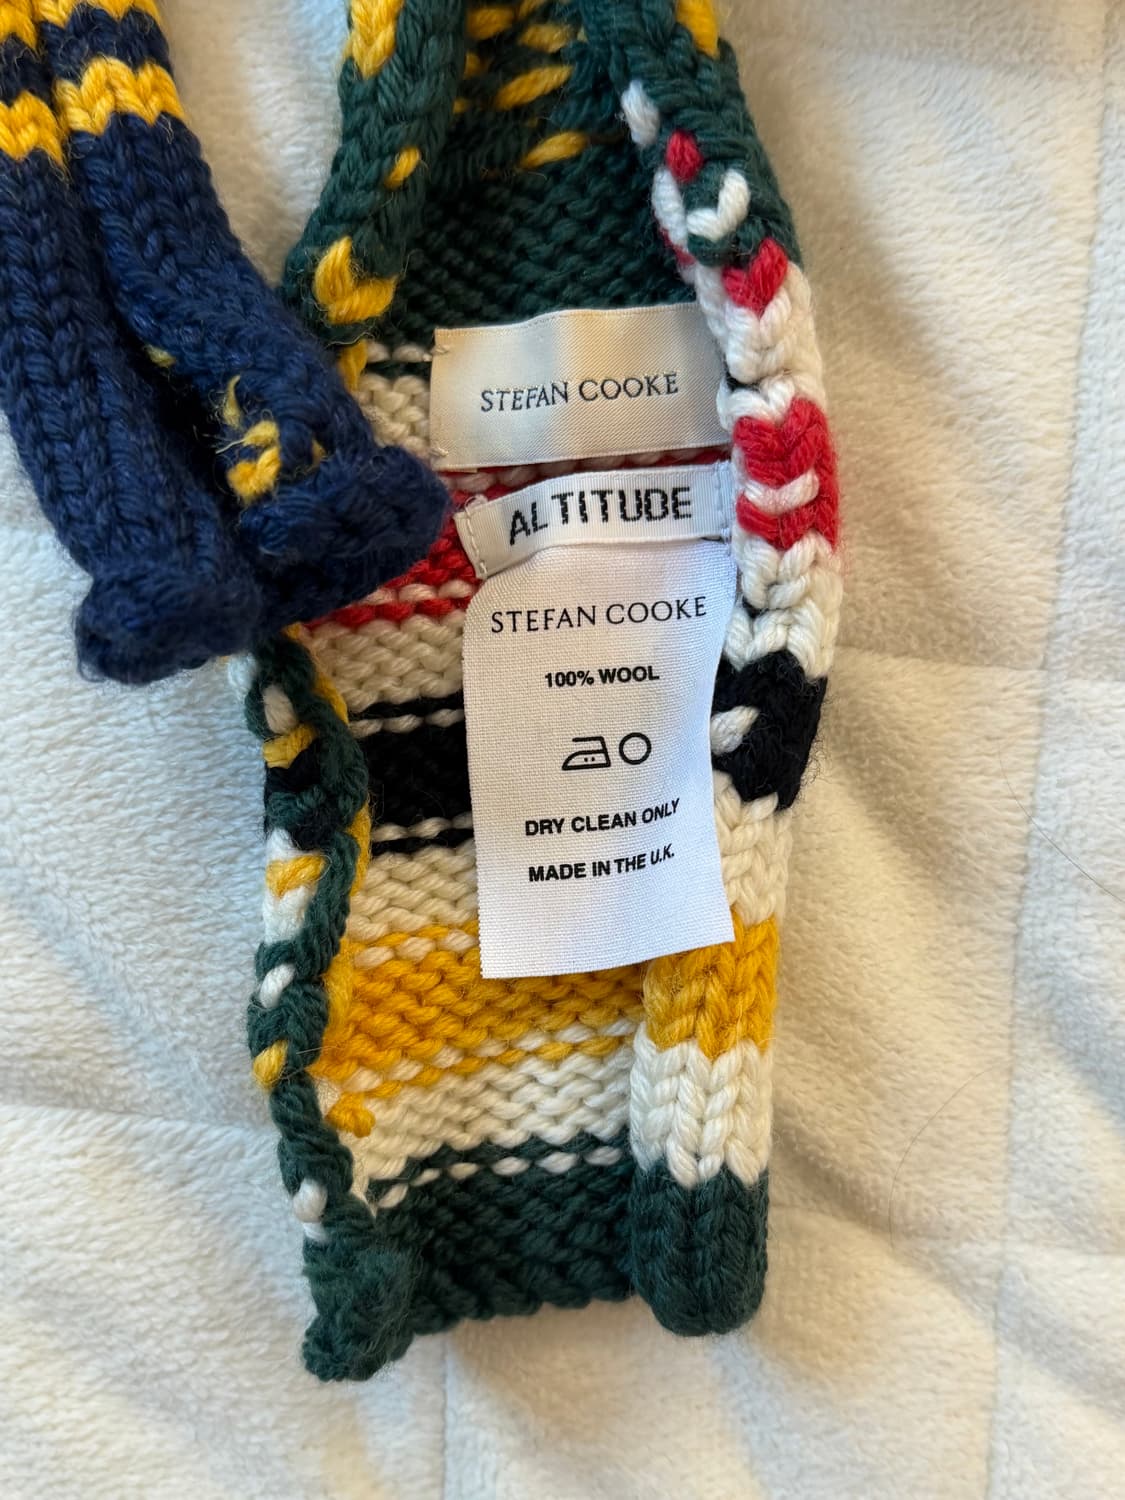 STEFAN COOKE
ALTITUDE
STEFAN COOKE
100% WOOL
DRY CLEAN ONLY
MADE IN THE U.K.